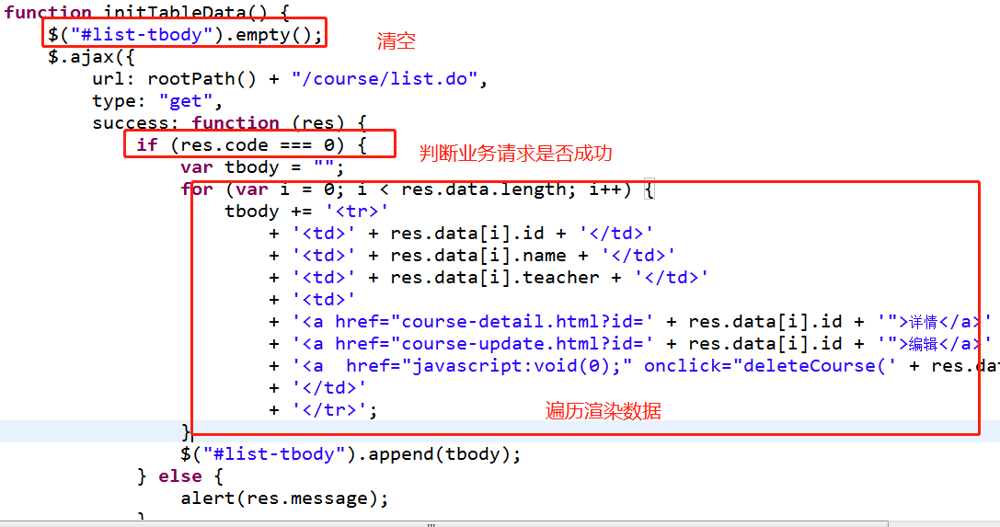 function initTableData() {
$("#list-tbody").empty();
清空
$.ajax({
url: rootPath() + "/course/list.do",
type: "get",
success: function (res) {
if (res.code === 0) {
判断业务请求是否成功
var tbody = "";
for (var i = 0; i < res.data.length; i++) {
tbody += '<tr>'
+ '<td>' + res.data[i].id + '</td>'
+ '<td>' + res.data[i].name + '</td>'
+ '<td>' + res.data[i].teacher + '</td>'
+ '<td>'
+ '<a href="course-detail.html?id=' + res.data[i].id + '">详情</a>'
+ '<a href="course-update.html?id=' + res.data[i].id + '">编辑</a>'
+ '<a  href="javascript:void(0);" onclick="deleteCourse(' + res.dat
+ '</td>'
+ '</tr>';
遍历渲染数据
}
$("#list-tbody").append(tbody);
} else {
alert(res.message);
}